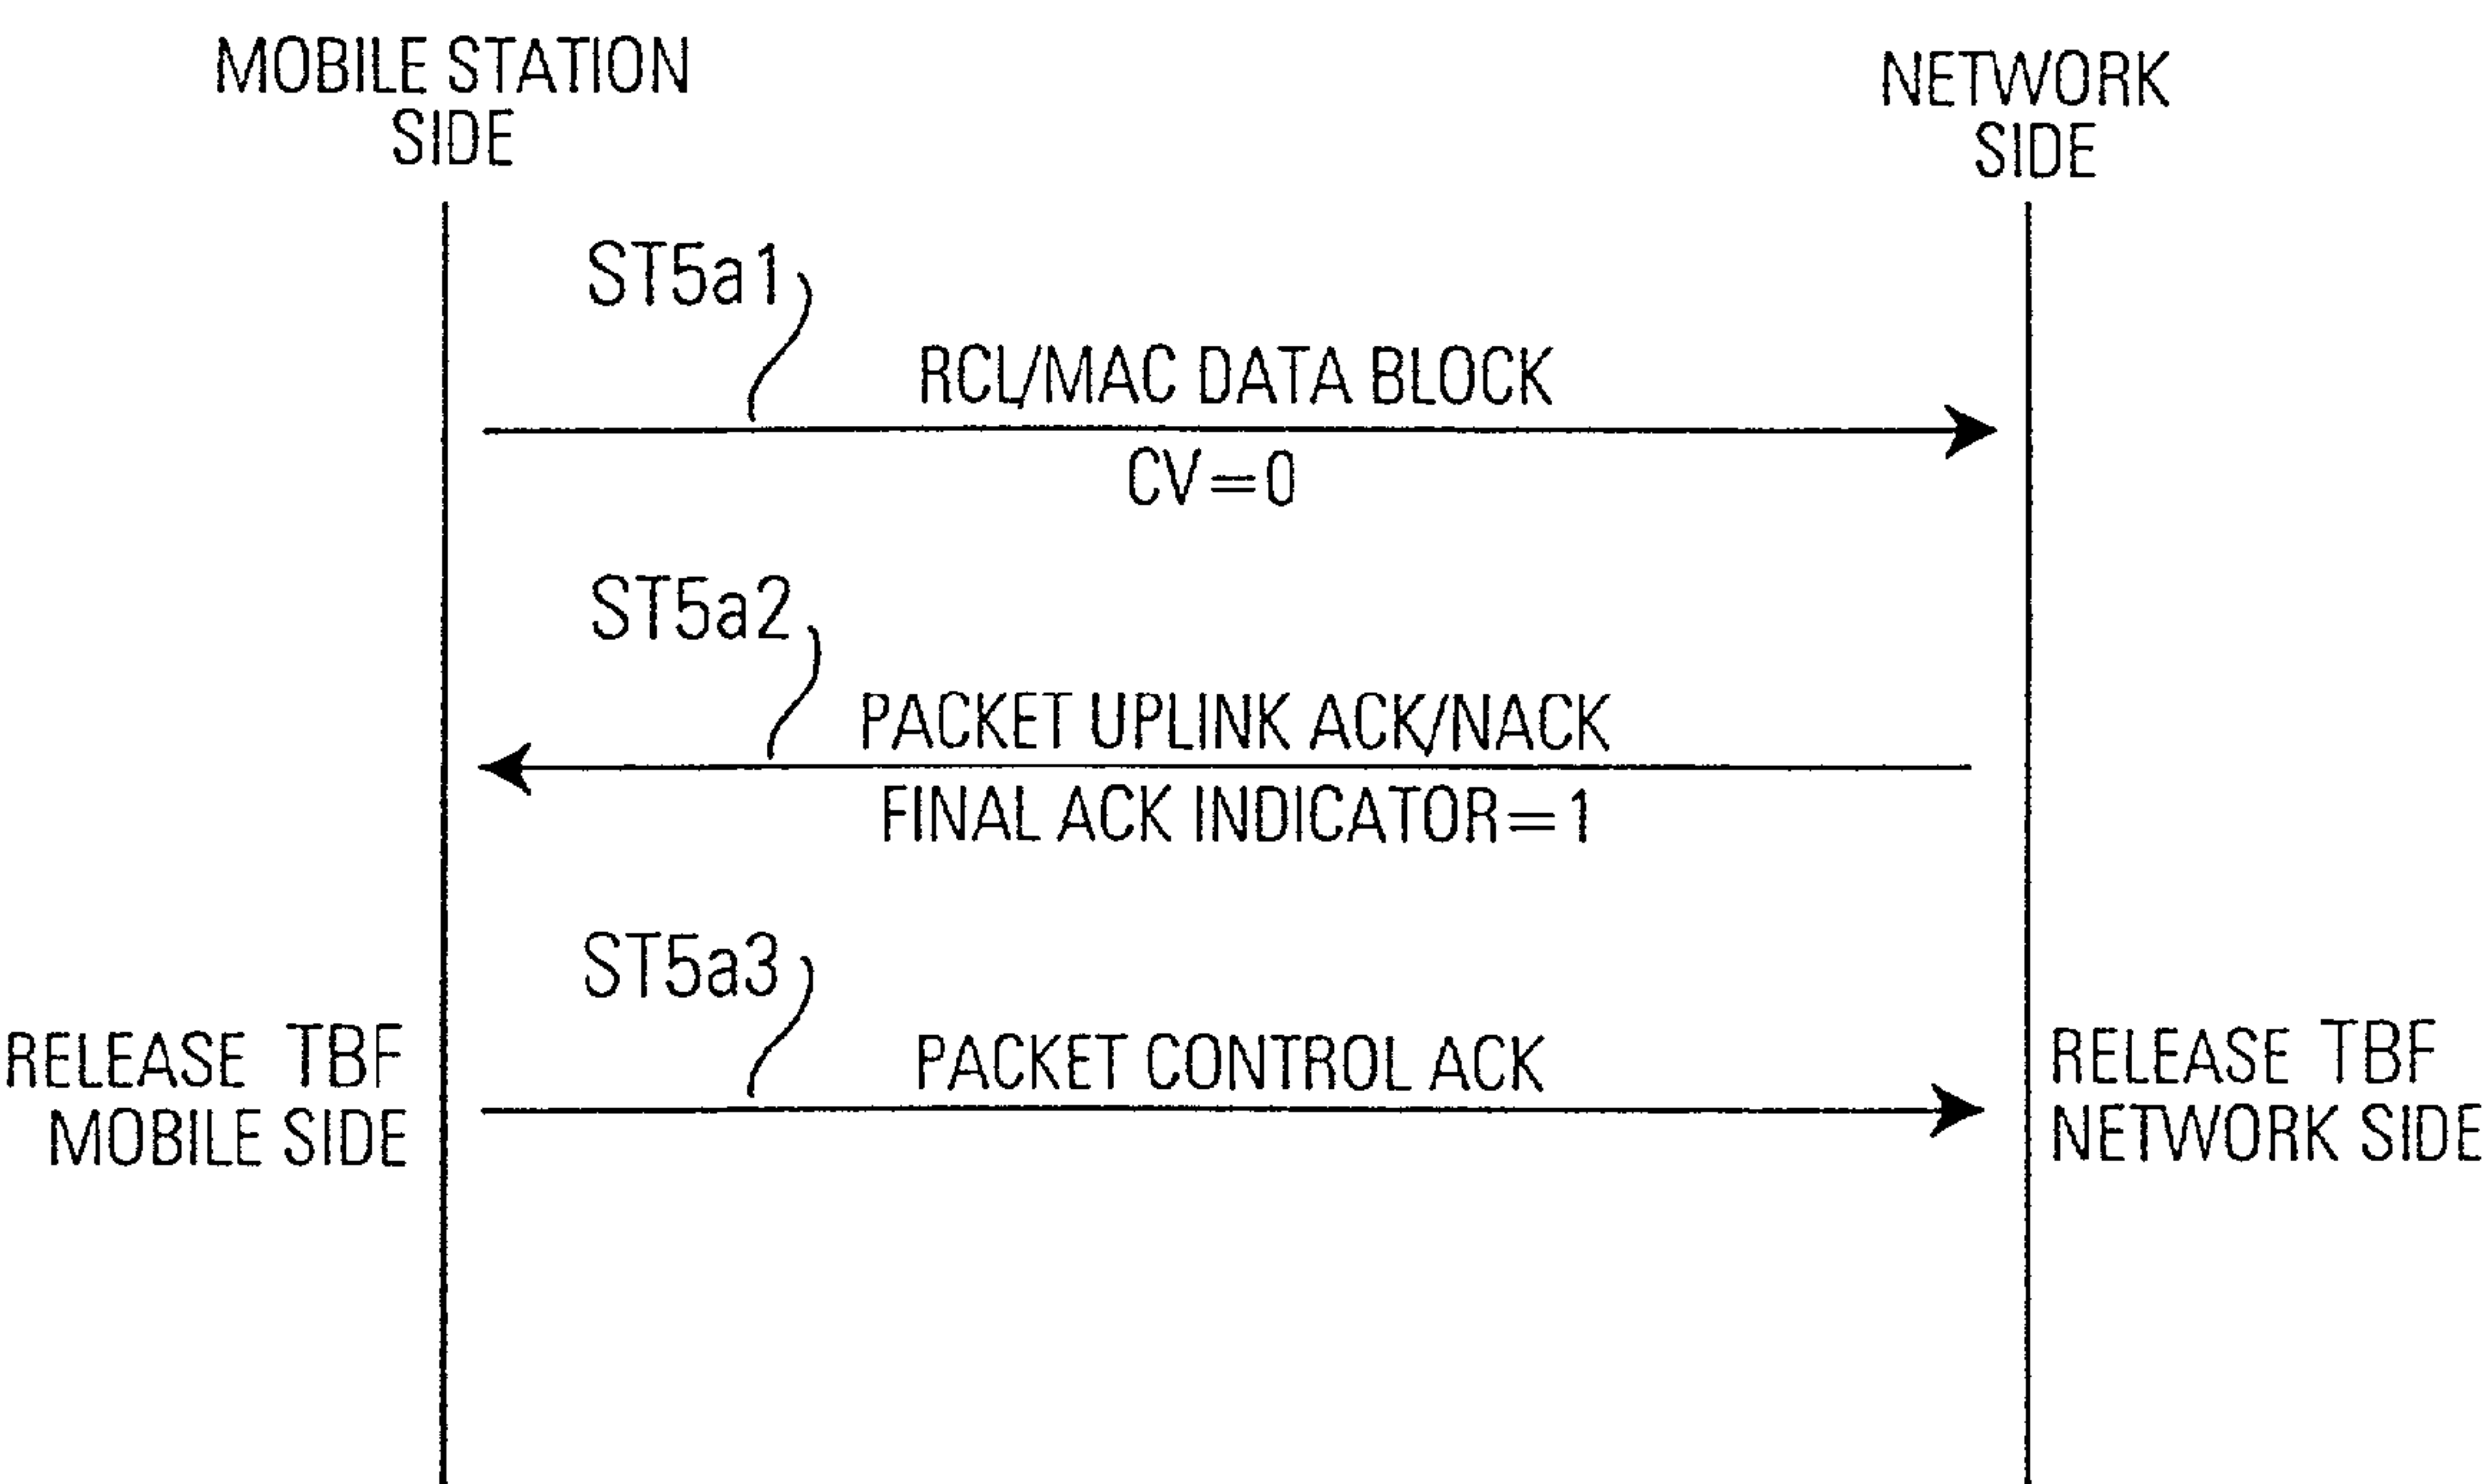 MOBILE STATION
SIDE
NETWORK
SIDE
ST5a1
RCL/MAC DATA BLOCK
CV=0
ST5a2
PACKET UPLINK ACK/NACK
FINAL ACK INDICATOR=1
ST5a3
PACKET CONTROL ACK
RELEASE TBF
MOBILE SIDE
RELEASE TBF
NETWORK SIDE